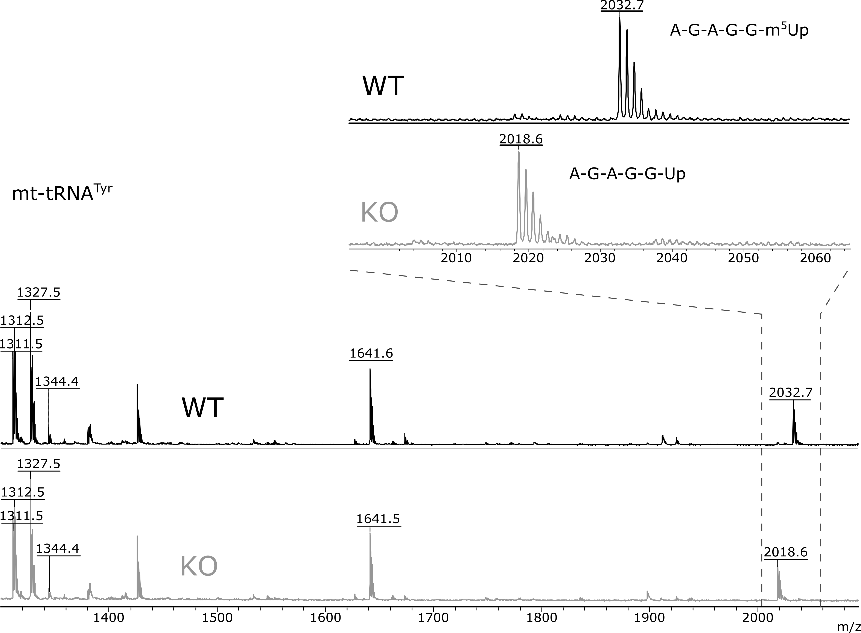 2032.7
A-G-A-G-G-m⁵Up
WT
2018.6
A-G-A-G-G-Up
mt-tRNAᵀʸʳ
KO
2010 2020 2030 2040 2050 2060
1327.5
1312.5
1311.5
1344.4
1641.6
WT
2032.7
1327.5
1312.5
1311.5
1344.4
1641.5
KO
2018.6
1400 1500 1600 1700 1800 1900 2000
m/z